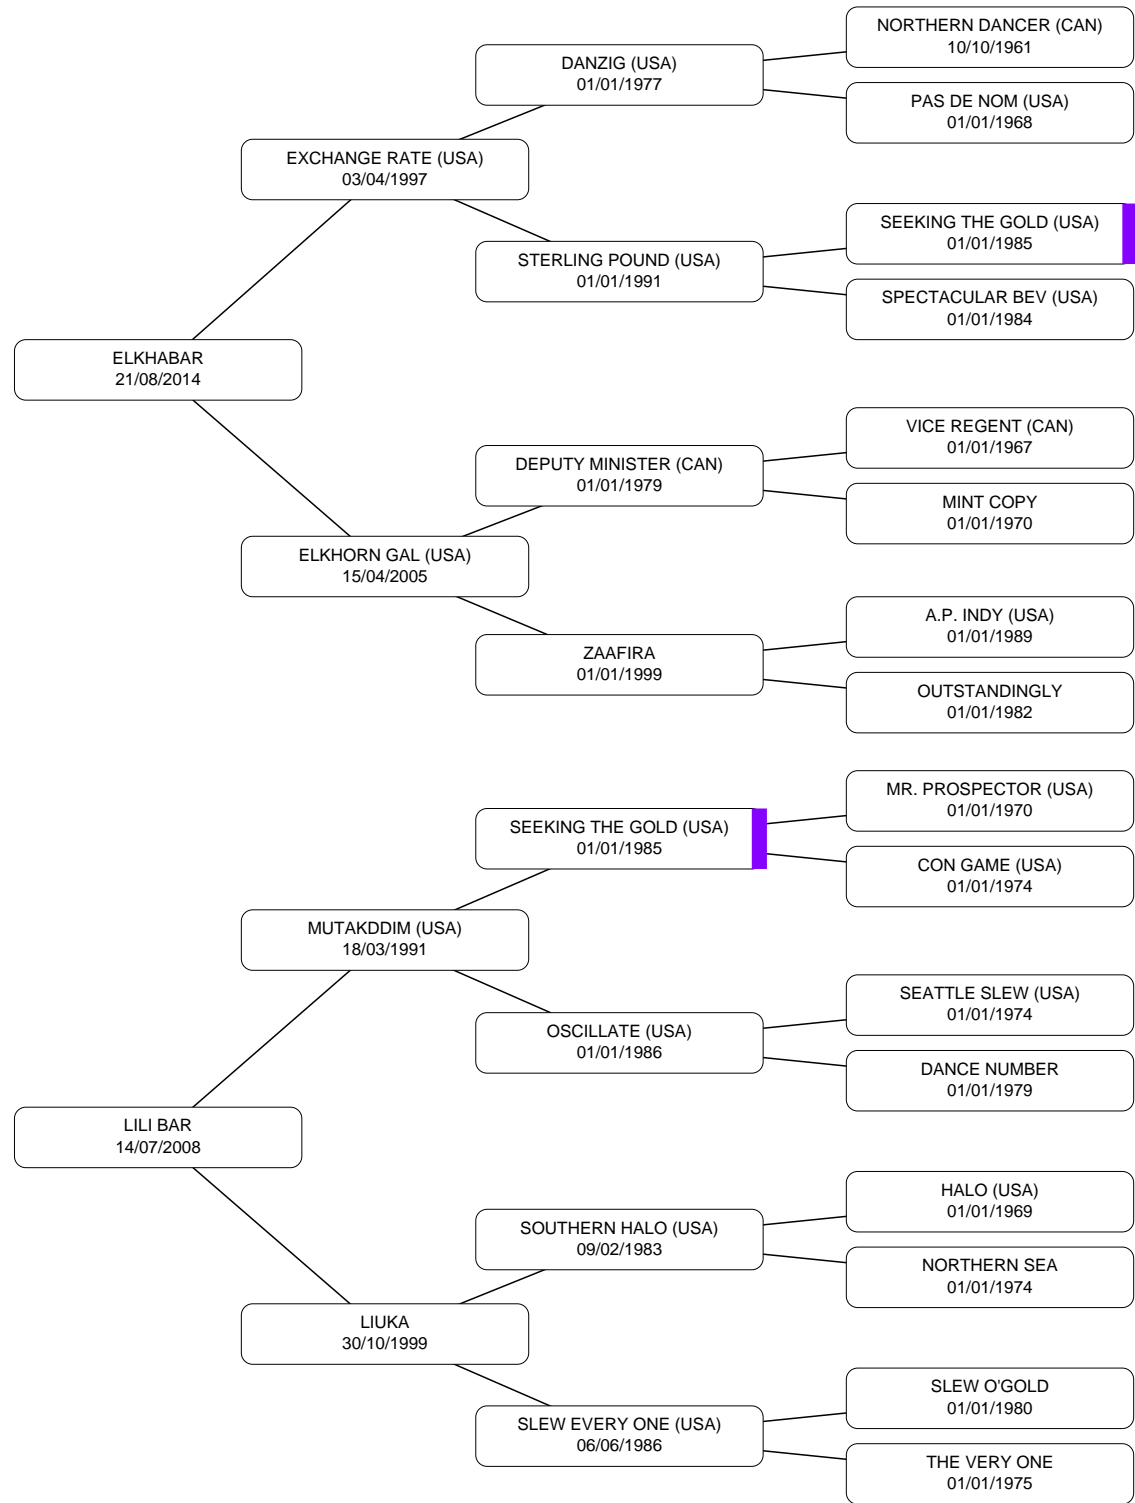 NORTHERN DANCER (CAN)
10/10/1961
DANZIG (USA)
01/01/1977
PAS DE NOM (USA)
01/01/1968
EXCHANGE RATE (USA)
03/04/1997
SEEKING THE GOLD (USA)
01/01/1985
STERLING POUND (USA)
01/01/1991
SPECTACULAR BEV (USA)
01/01/1984
ELKHABAR
21/08/2014
VICE REGENT (CAN)
01/01/1967
DEPUTY MINISTER (CAN)
01/01/1979
MINT COPY
01/01/1970
ELKHORN GAL (USA)
15/04/2005
A.P. INDY (USA)
01/01/1989
ZAAFIRA
01/01/1999
OUTSTANDINGLY
01/01/1982
MR. PROSPECTOR (USA)
01/01/1970
SEEKING THE GOLD (USA)
01/01/1985
CON GAME (USA)
01/01/1974
MUTAKDDIM (USA)
18/03/1991
SEATTLE SLEW (USA)
01/01/1974
OSCILLATE (USA)
01/01/1986
DANCE NUMBER
01/01/1979
LILI BAR
14/07/2008
HALO (USA)
01/01/1969
SOUTHERN HALO (USA)
09/02/1983
NORTHERN SEA
01/01/1974
LIUKA
30/10/1999
SLEW O'GOLD
01/01/1980
SLEW EVERY ONE (USA)
06/06/1986
THE VERY ONE
01/01/1975